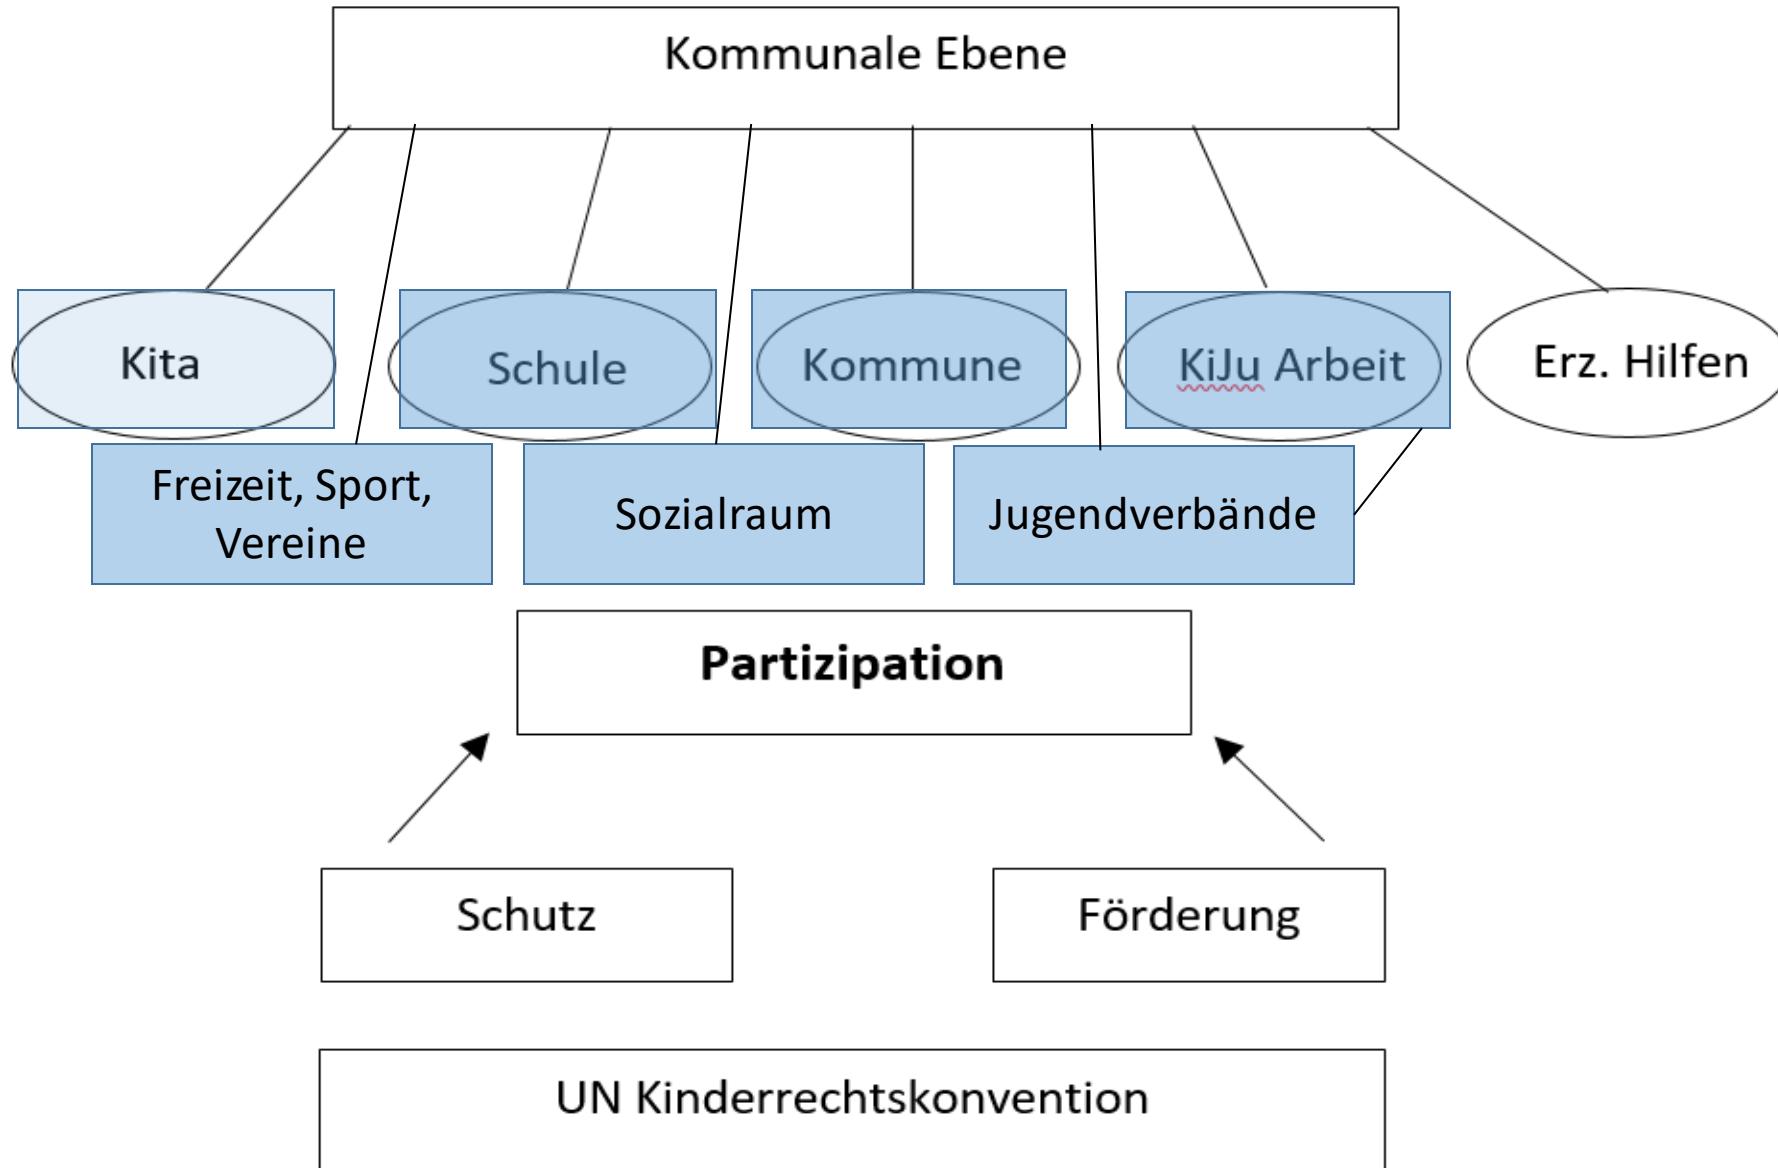 Kommunale Ebene
Kita
Schule
Kommune
KiJu Arbeit
Erz. Hilfen
Freizeit, Sport,
Vereine
Sozialraum
Jugendverbände
Partizipation
Schutz
Förderung
UN Kinderrechtskonvention